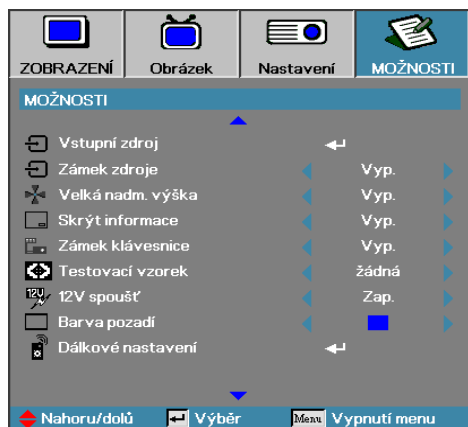 ZOBRAZENÍ Obrázek Nastavení MOŽNOSTI
MOŽNOSTI
Vstupní zdroj
Zámek zdroje Vyp.
Velká nadm. výška Vyp.
Skrýt informace Vyp.
Zámek klávesnice Vyp.
Testovací vzorek žádná
12V 12V spoušť Zap.
Barva pozadí
Dálkové nastavení
Nahoru/dolů Výběr Menu Vypnutí menu